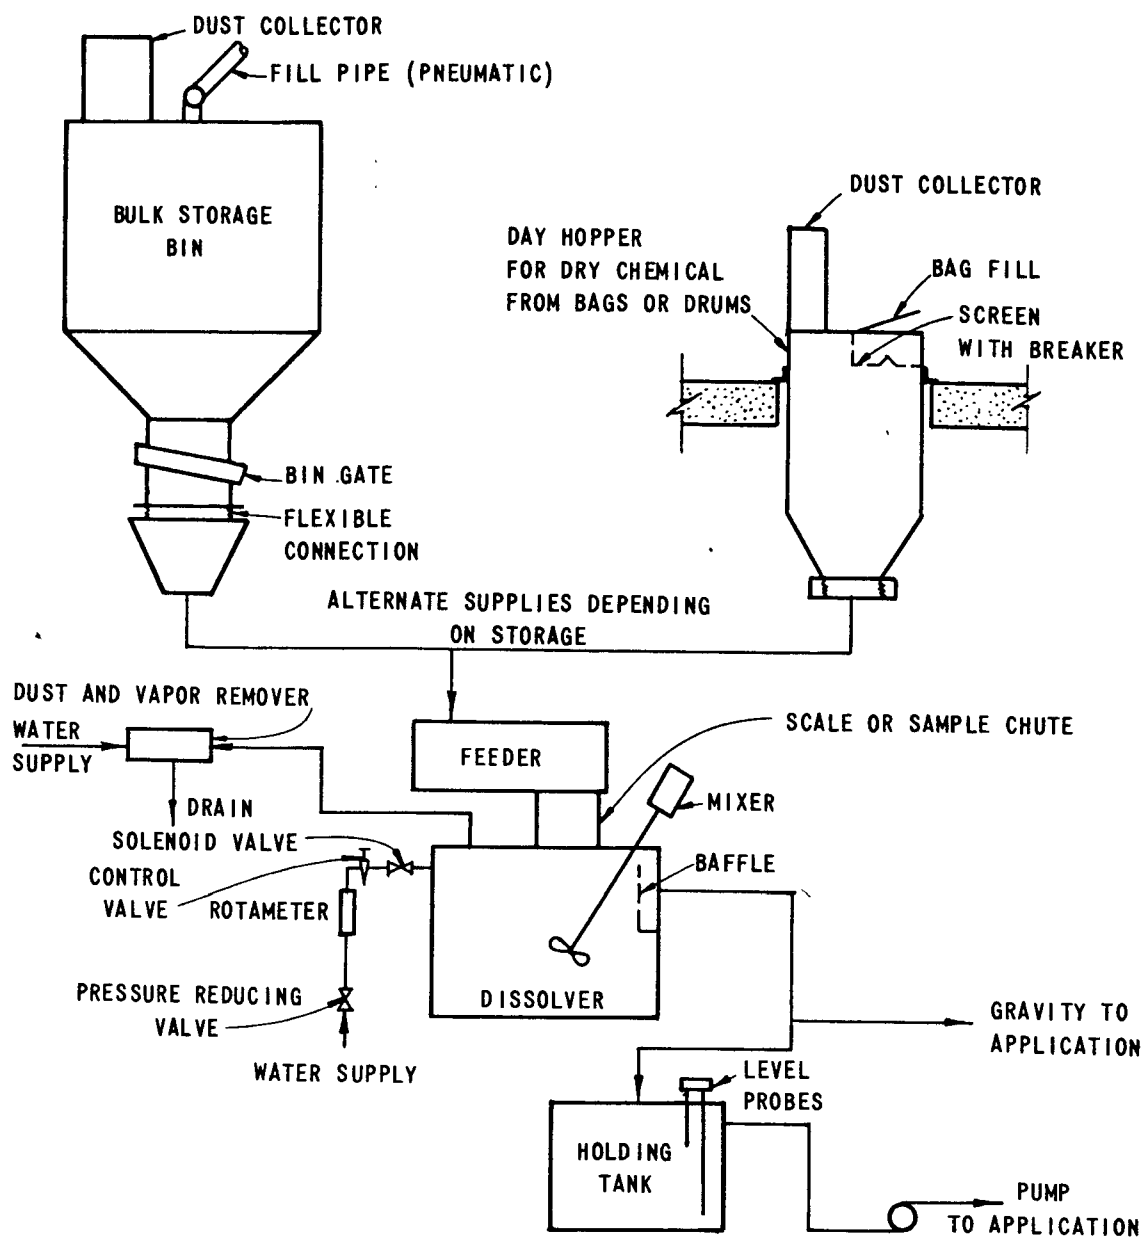 DUST COLLECTOR
FILL PIPE (PNEUMATIC)
BULK STORAGE
BIN
DUST COLLECTOR
DAY HOPPER
FOR DRY CHEMICAL
FROM BAGS OR DRUMS
BAG FILL
SCREEN
WITH BREAKER
BIN GATE
FLEXIBLE
CONNECTION
ALTERNATE SUPPLIES DEPENDING
ON STORAGE
DUST AND VAPOR REMOVER
WATER
SUPPLY
DRAIN
FEEDER
SCALE OR SAMPLE CHUTE
MIXER
SOLENOID VALVE
CONTROL
VALVE
ROTAMETER
BAFFLE
PRESSURE REDUCING
VALVE
DISSOLVER
WATER SUPPLY
GRAVITY TO
APPLICATION
LEVEL
PROBES
HOLDING
TANK
PUMP
TO APPLICATION